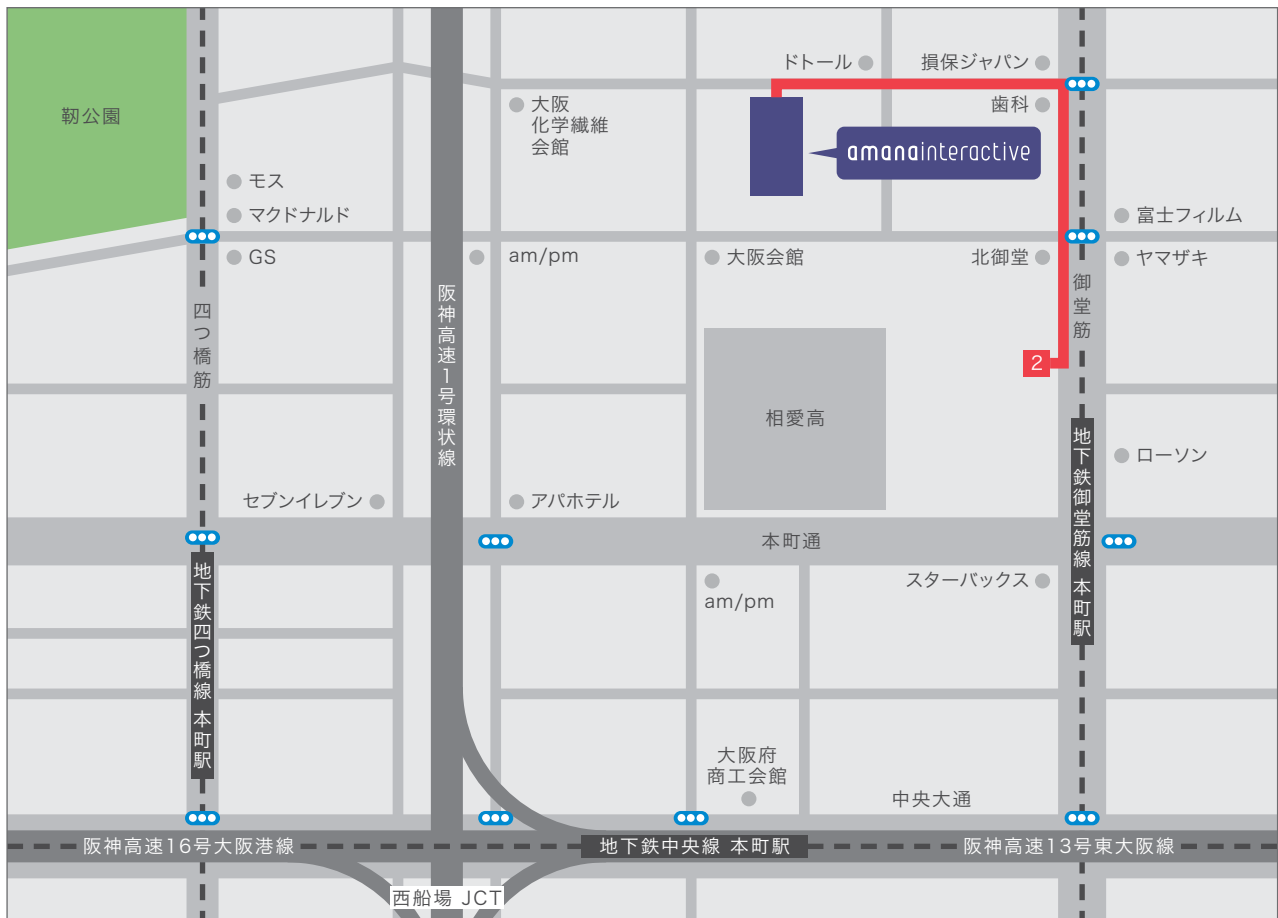 ドトール
損保ジャパン
靭公園
大阪
化学繊維
会館
歯科
amanainteractive
モス
マクドナルド
富士フィルム
GS
am/pm
大阪会館
北御堂
ヤマザキ
四つ橋筋
阪神高速1号環状線
御堂筋
2
相愛高
地下鉄御堂筋線 本町駅
ローソン
セブンイレブン
アパホテル
本町通
地下鉄四つ橋線 本町駅
am/pm
スターバックス
大阪府
商工会館
中央大通
阪神高速16号大阪港線
地下鉄中央線 本町駅
阪神高速13号東大阪線
西船場 JCT